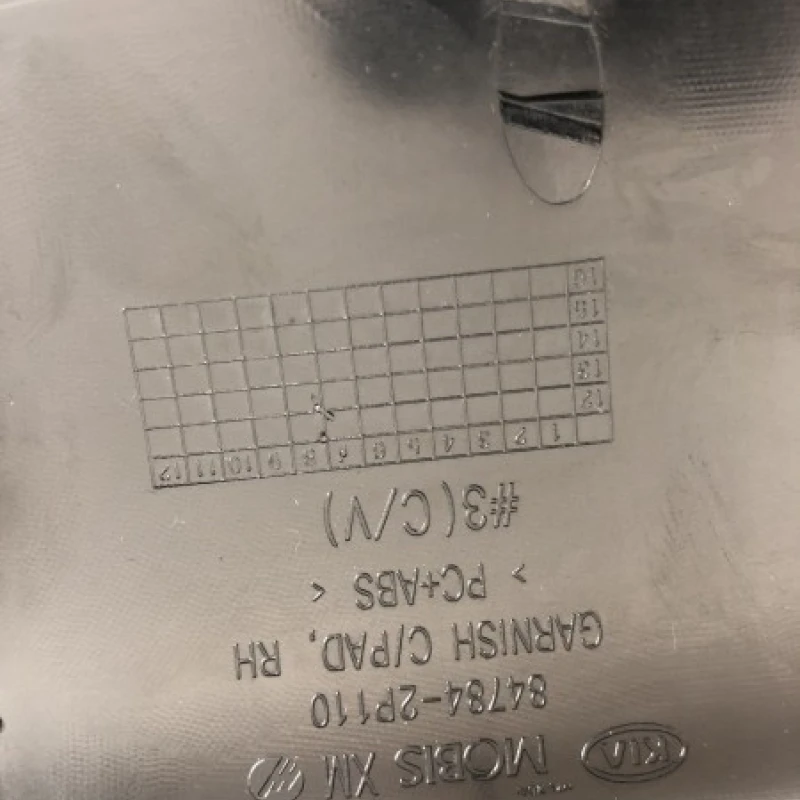 KIA MOBIS XM
84784-2P110
GARNISH C/PAD, RH
> PC+ABS <
#3(C/V)
1 2 3 4 5 6 7 8 9 10 11 12
12
13
14
15
16